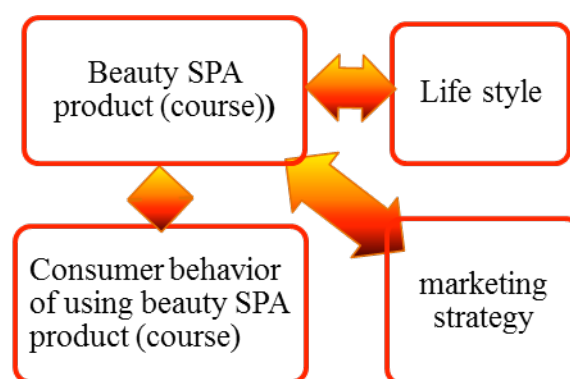 Beauty SPA
product (course))
Life style
Consumer behavior
of using beauty SPA
product (course)
marketing
strategy